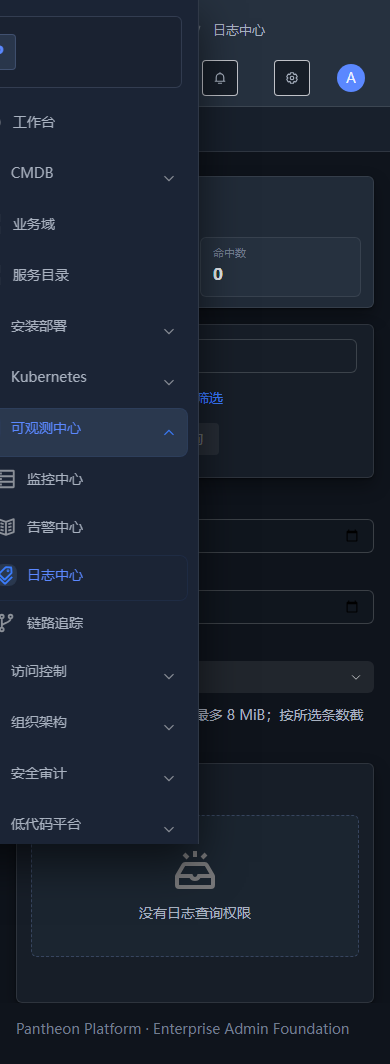 日志中心
A
工作台
CMDB
业务域
服务目录
安装部署
Kubernetes
可观测中心
监控中心
告警中心
日志中心
链路追踪
访问控制
组织架构
安全审计
低代码平台
命中数
0
筛选
最多 8 MiB；按所选条数截
没有日志查询权限
Pantheon Platform · Enterprise Admin Foundation